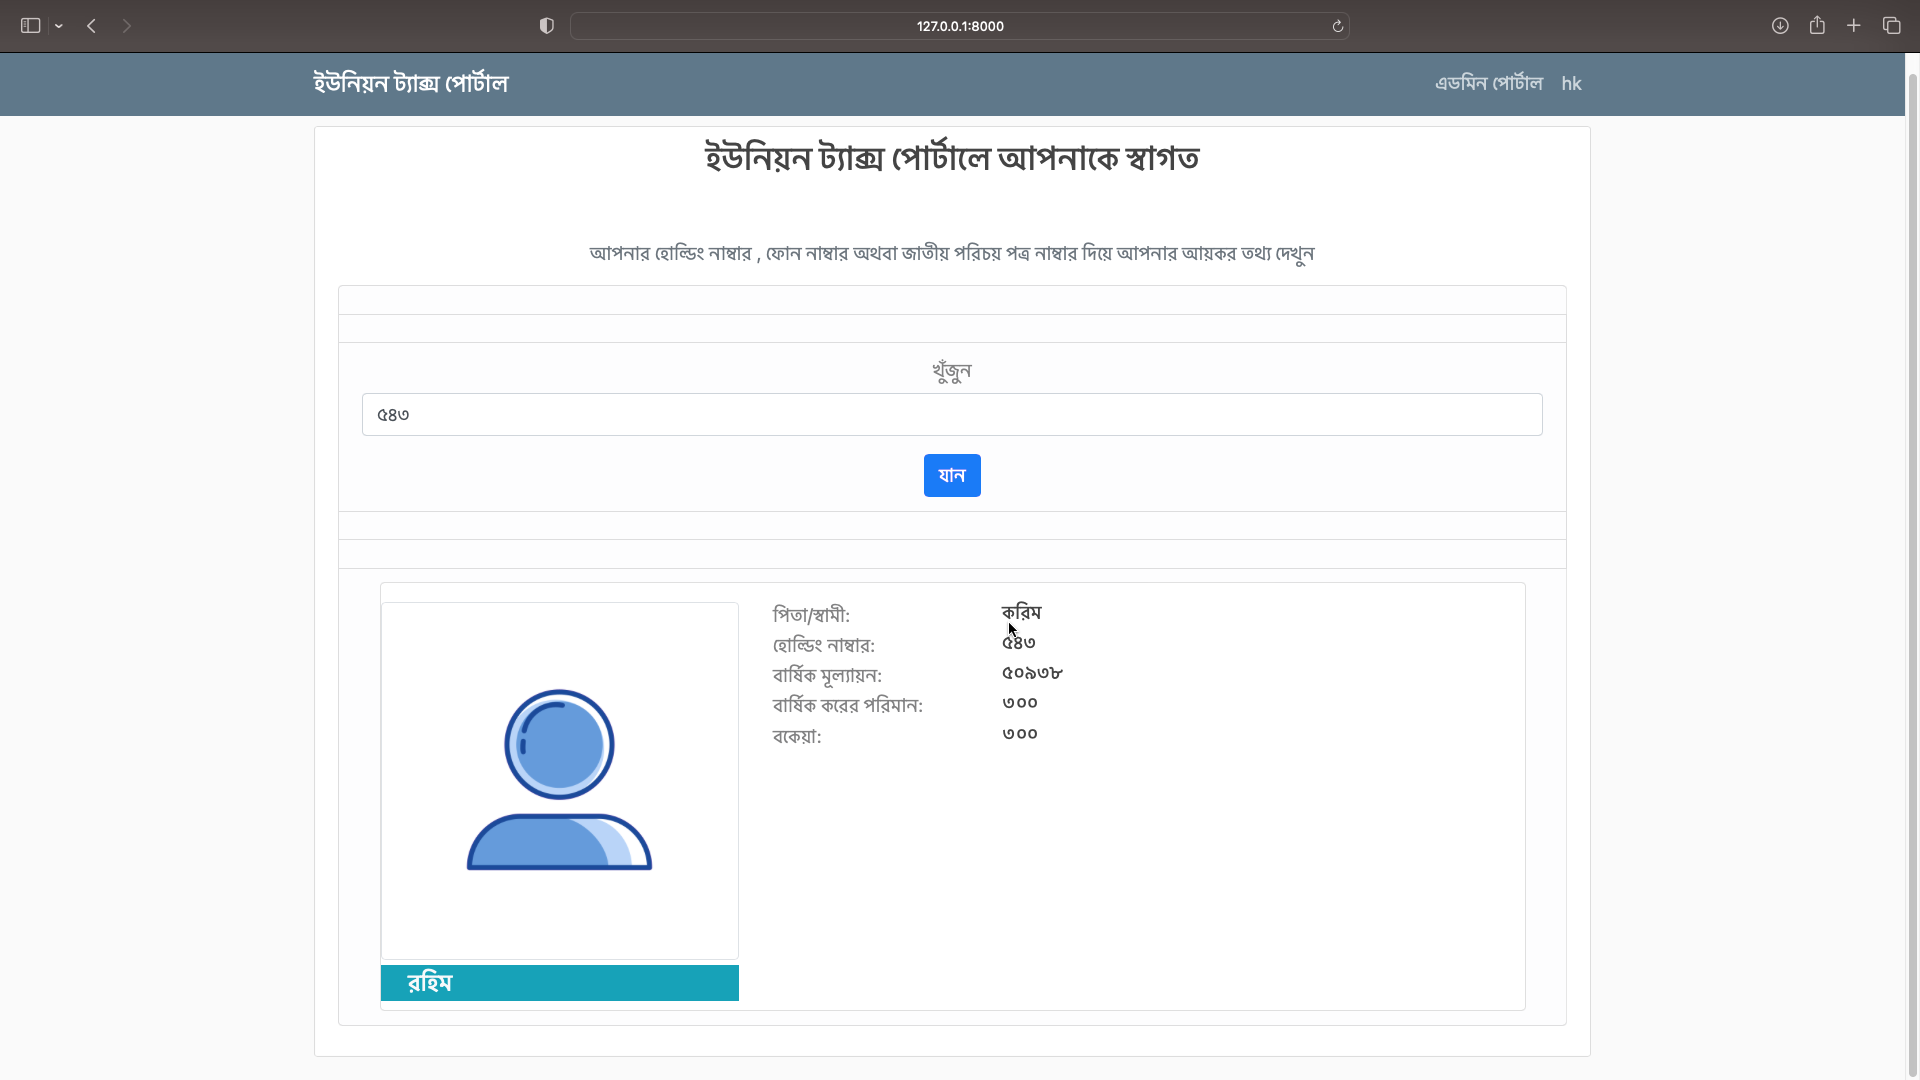 127.0.0.1:8000
ইউনিয়ন ট্যাক্স পোর্টাল
এডমিন পোর্টাল hk
ইউনিয়ন ট্যাক্স পোর্টালে আপনাকে স্বাগত
আপনার হোল্ডিং নাম্বার , ফোন নাম্বার অথবা জাতীয় পরিচয় পত্র নাম্বার দিয়ে আপনার আয়কর তথ্য দেখুন
খুঁজুন
৫৪৩
যান
পিতা/স্বামী: করিম
হোল্ডিং নাম্বার: ৫৪৩
বার্ষিক মূল্যায়ন: ৫০৯৩৮
বার্ষিক করের পরিমান: ৩০০
বকেয়া: ৩০০
রহিম